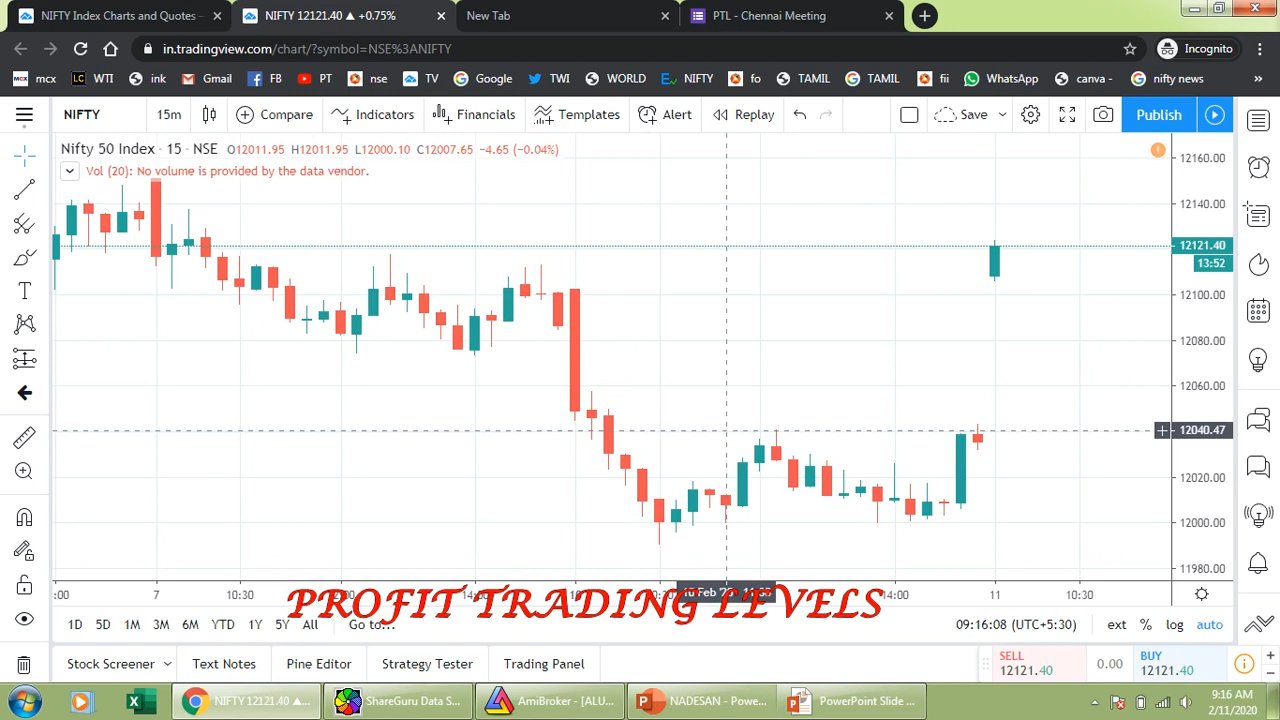 NIFTY Index Charts and Quotes
NIFTY 12121.40 ▲ +0.75%
New Tab
PTL - Chennai Meeting
in.tradingview.com/chart/?symbol=NSE%3ANIFTY
Incognito
mcx WTI ink Gmail FB PT nse TV Google TWI WORLD NIFTY fo TAMIL TAMIL fii WhatsApp canva - nifty news »
NIFTY 15m Compare Indicators Financials Templates Alert Replay Save Publish
Nifty 50 Index · 15 · NSE O12011.95 H12011.95 L12000.10 C12007.65 -4.65 (-0.04%)
Vol (20): No volume is provided by the data vendor.
12160.00
12140.00
12121.40
13:52
12100.00
12080.00
12060.00
12040.47
12020.00
12000.00
11980.00
:00 7 10:30 14:00 11 10:30
PROFIT TRADING LEVELS
1D 5D 1M 3M 6M YTD 1Y 5Y All Go to... 09:16:08 (UTC+5:30) ext % log auto
Stock Screener Text Notes Pine Editor Strategy Tester Trading Panel
SELL 12121.40 0.00 BUY 12121.40
NIFTY 12121.40 ▲... ShareGuru Data S... AmiBroker - [ALU... NADESAN - Powe... PowerPoint Slide ...
9:16 AM
2/11/2020